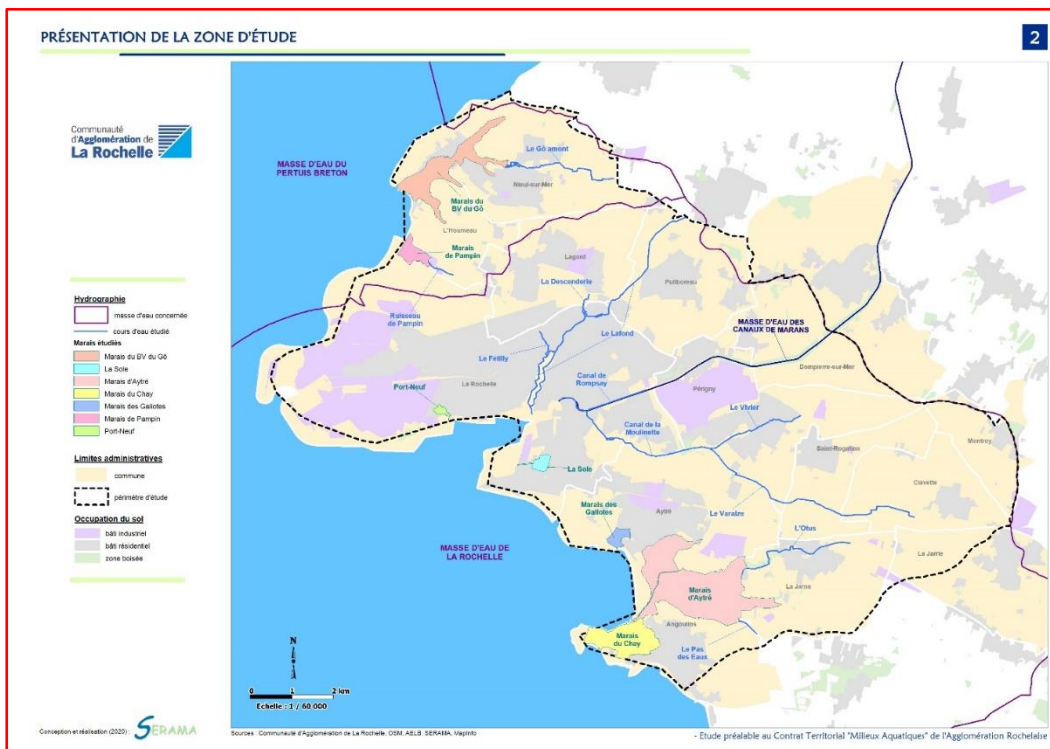 PRÉSENTATION DE LA ZONE D'ÉTUDE
2
Communauté
d'Agglomération de
La Rochelle
Hydrographie
masse d'eau concernée
cours d'eau étudié
Marais étudiés
Marais du BV du Gô
La Sole
Marais d'Aytré
Marais du Chay
Marais des Gallotes
Marais de Pampin
Port-Neuf
Limites administratives
commune
périmètre d'étude
Occupation du sol
bâti industriel
bâti résidentiel
zone boisée
MASSE D'EAU DU
PERTUIS BRETON
Le Gô amont
Nieul-sur-Mer
Marais du
BV du Gô
L'Houmeau
Marais
de Pampin
Lagord
La Descenderie
Puilboreau
Ruisseau
de Pampin
Le Lafond
MASSE D'EAU DES
CANAUX DE MARANS
Dompierre-sur-Mer
Le Fétilly
La Rochelle
Port-Neuf
Canal de
Rompsay
Périgny
Canal de la
Moulinette
Le Vivier
Saint-Rogatien
Montroy
Clavette
La Sole
Marais des
Gallotes
Aytré
Le Varaize
L'Otus
MASSE D'EAU DE
LA ROCHELLE
La Jarrie
La Jarne
Marais
d'Aytré
Angoulins
Marais
du Chay
Le Pas
des Eaux
N
0 1 2 km
Echelle : 1 / 60 000
Conception et réalisation (2020) : SERAMA
Sources : Communauté d'Agglomération de La Rochelle, OSM, AELB, SERAMA, MapInfo
- Etude préalable au Contrat Territorial "Milieux Aquatiques" de l'Agglomération Rochelaise